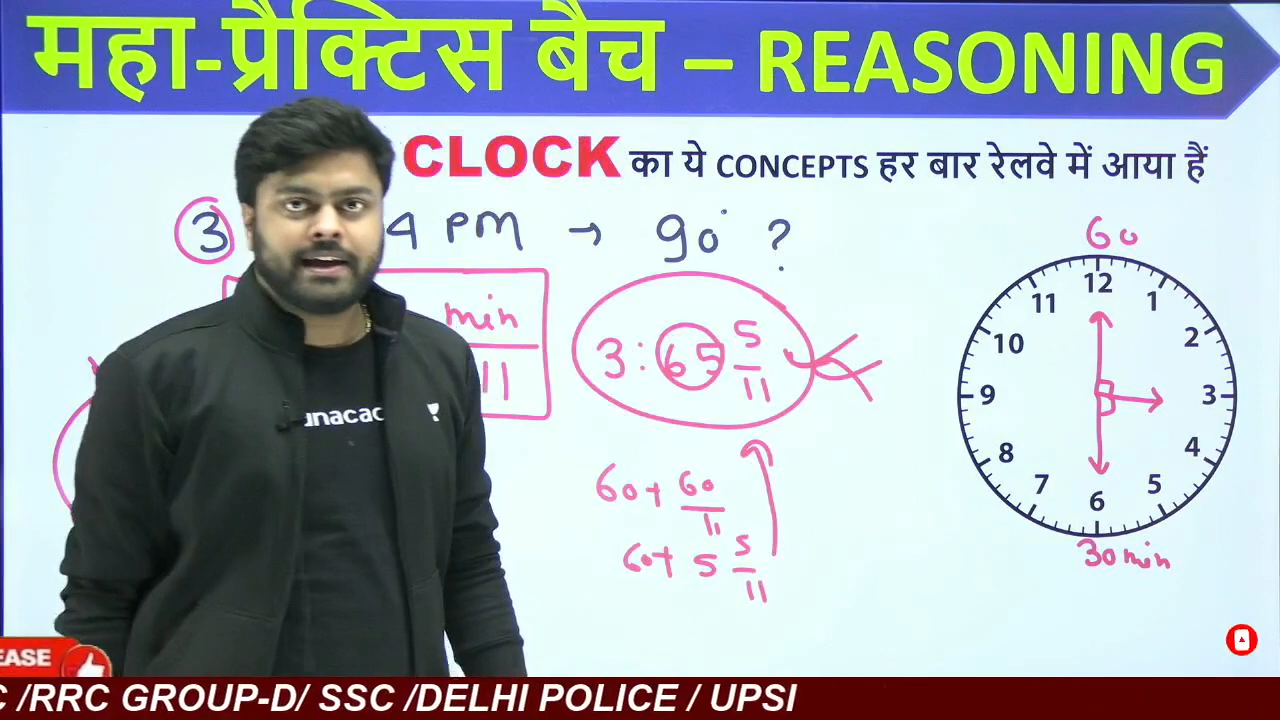 महा-प्रैक्टिस बैच – REASONING
CLOCK का ये CONCEPTS हर बार रेलवे में आया हैं
3 4 PM → 90° ?
min
11
3 : 65 5/11
60 + 60/11
60 + 5 5/11
60
12
1
2
3
4
5
6
7
8
9
10
11
30 min
unacad
EASE
C /RRC GROUP-D/ SSC /DELHI POLICE / UPSI